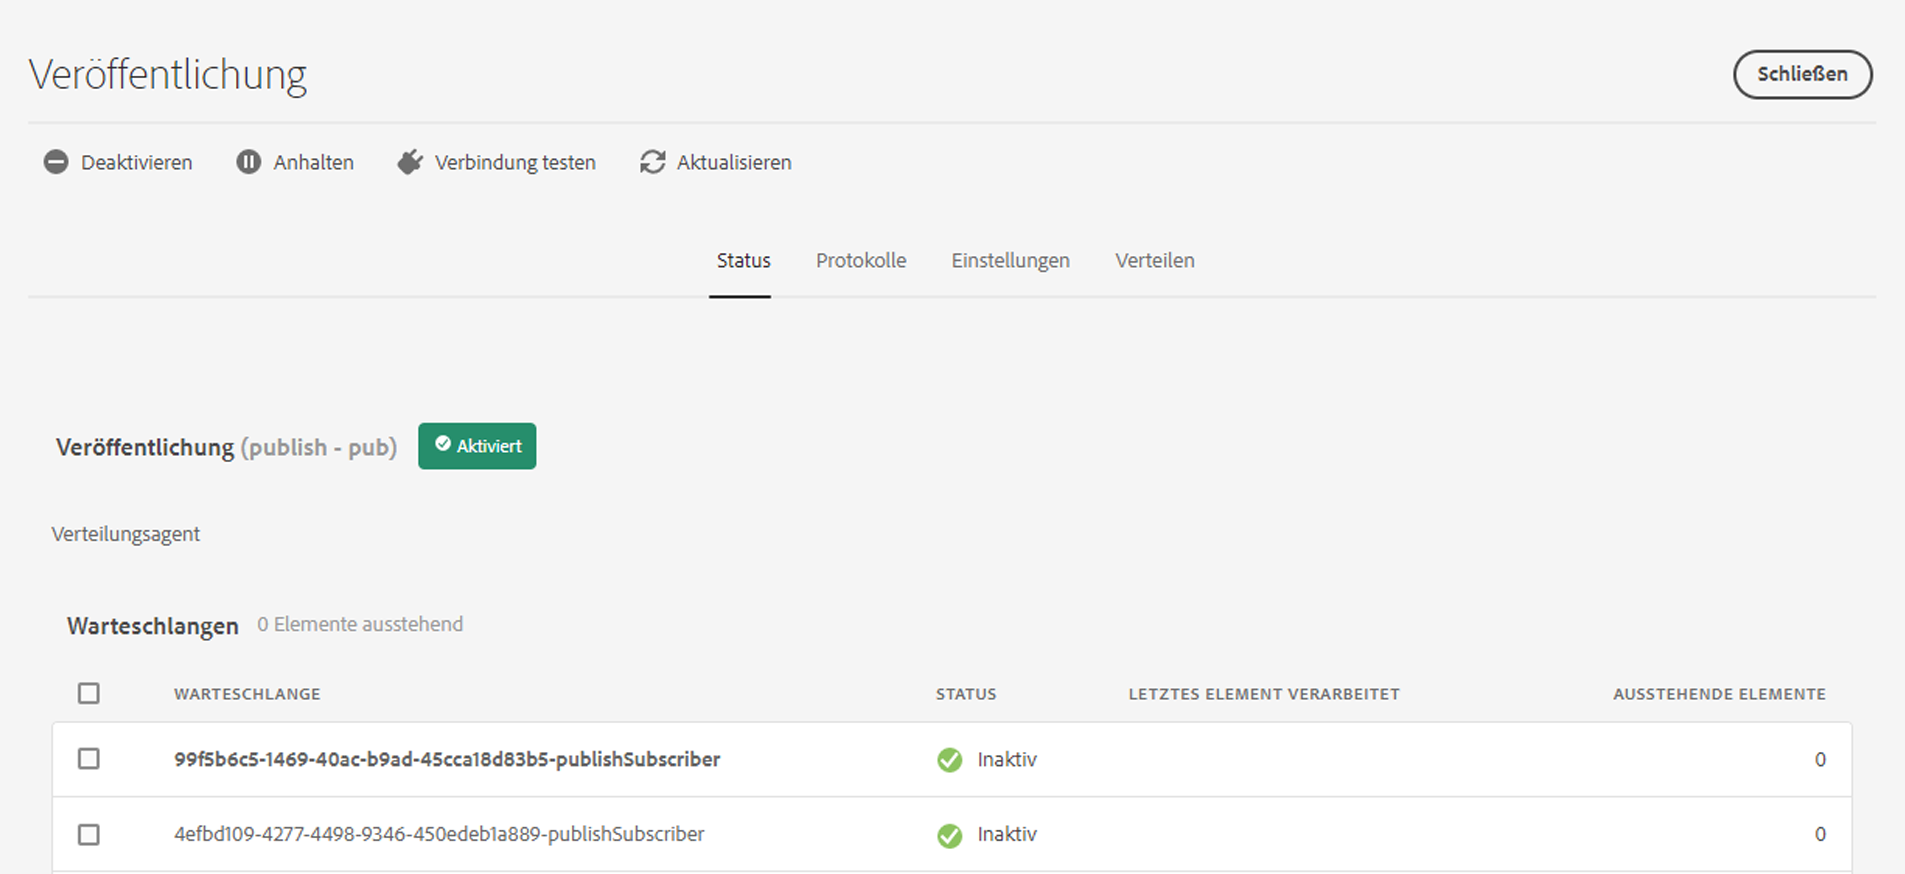 Veröffentlichung
Schließen
Deaktivieren Anhalten Verbindung testen Aktualisieren
Status Protokolle Einstellungen Verteilen
Veröffentlichung (publish - pub) Aktiviert
Verteilungsagent
Warteschlangen 0 Elemente ausstehend
WARTESCHLANGE STATUS LETZTES ELEMENT VERARBEITET AUSSTEHENDE ELEMENTE
99f5b6c5-1469-40ac-b9ad-45cca18d83b5-publishSubscriber Inaktiv 0
4efbd109-4277-4498-9346-450edeb1a889-publishSubscriber Inaktiv 0